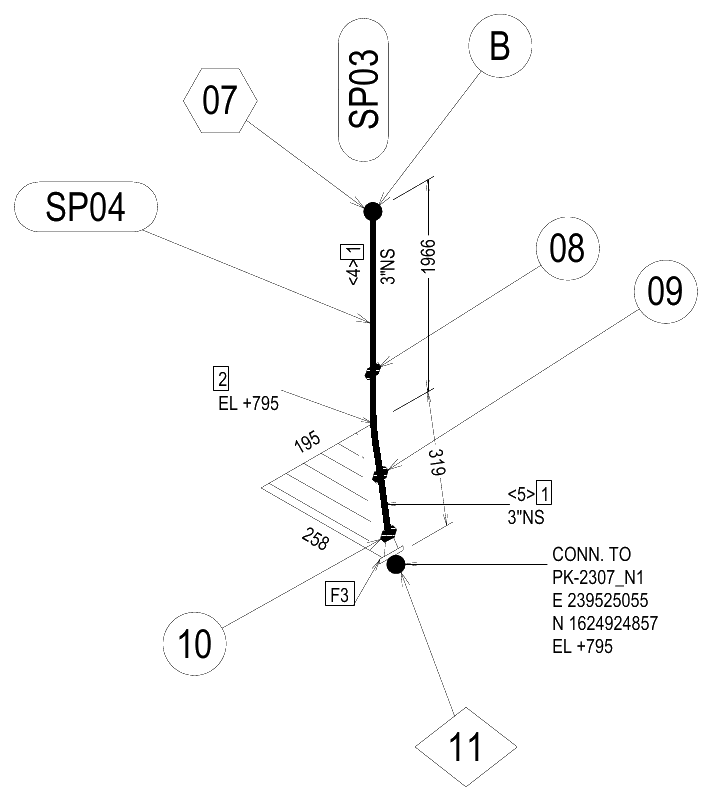 SP03
B
07
SP04
<4> 1
3"NS
1966
08
09
2
EL +795
195
319
258
<5> 1
3"NS
F3
CONN. TO
PK-2307_N1
E 239525055
N 1624924857
EL +795
10
11